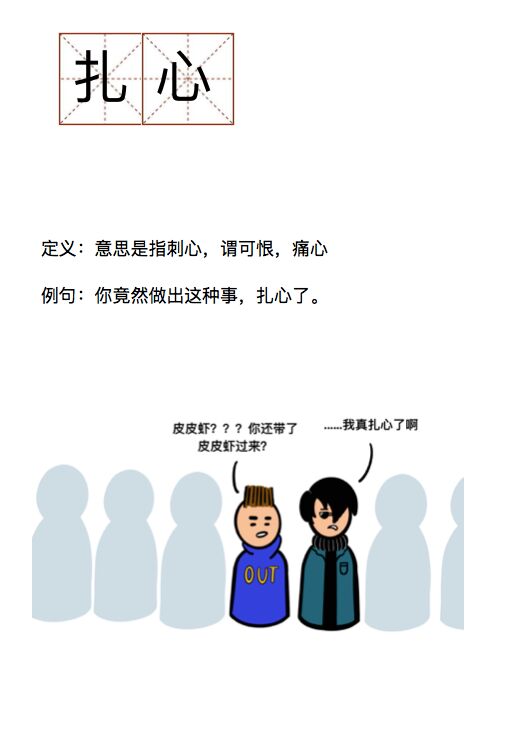 扎心
定义：意思是指刺心，谓可恨，痛心
例句：你竟然做出这种事，扎心了。
皮皮虾？？？你还带了
皮皮虾过来？
……我真扎心了啊
OUT